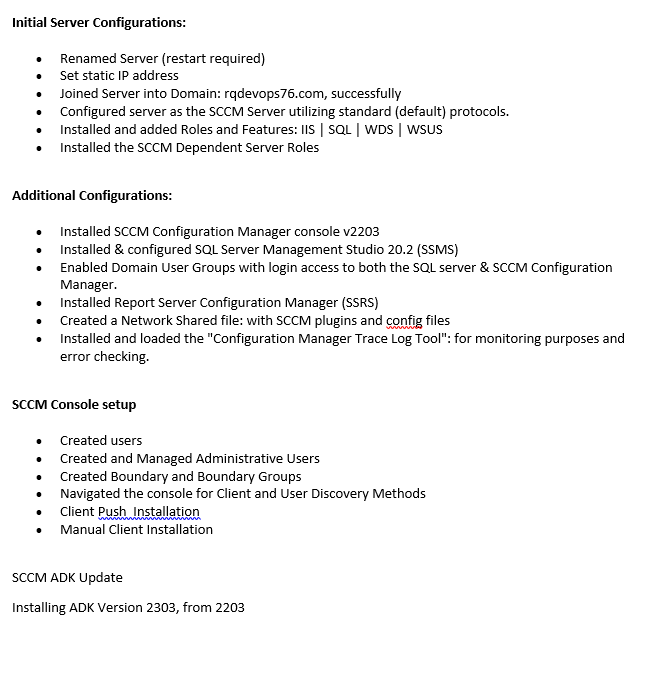 Initial Server Configurations:
• Renamed Server (restart required)
• Set static IP address
• Joined Server into Domain: rqdevops76.com, successfully
• Configured server as the SCCM Server utilizing standard (default) protocols.
• Installed and added Roles and Features: IIS | SQL | WDS | WSUS
• Installed the SCCM Dependent Server Roles
Additional Configurations:
• Installed SCCM Configuration Manager console v2203
• Installed & configured SQL Server Management Studio 20.2 (SSMS)
• Enabled Domain User Groups with login access to both the SQL server & SCCM Configuration
Manager.
• Installed Report Server Configuration Manager (SSRS)
• Created a Network Shared file: with SCCM plugins and config files
• Installed and loaded the "Configuration Manager Trace Log Tool": for monitoring purposes and
error checking.
SCCM Console setup
• Created users
• Created and Managed Administrative Users
• Created Boundary and Boundary Groups
• Navigated the console for Client and User Discovery Methods
• Client Push Installation
• Manual Client Installation
SCCM ADK Update
Installing ADK Version 2303, from 2203